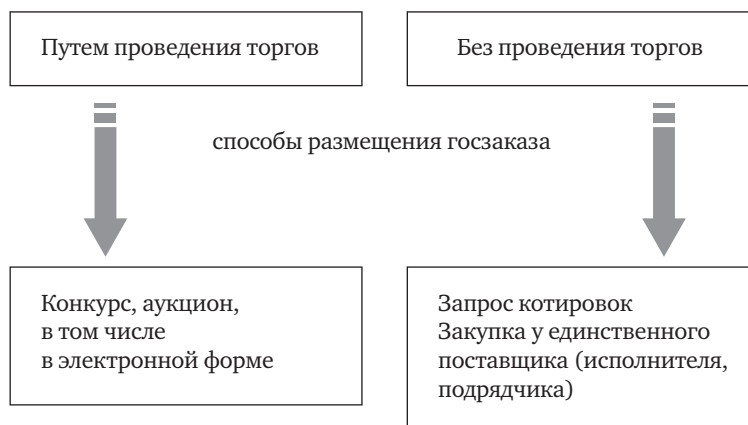 Путем проведения торгов
Без проведения торгов
способы размещения госзаказа
Конкурс, аукцион,
в том числе
в электронной форме
Запрос котировок
Закупка у единственного
поставщика (исполнителя,
подрядчика)